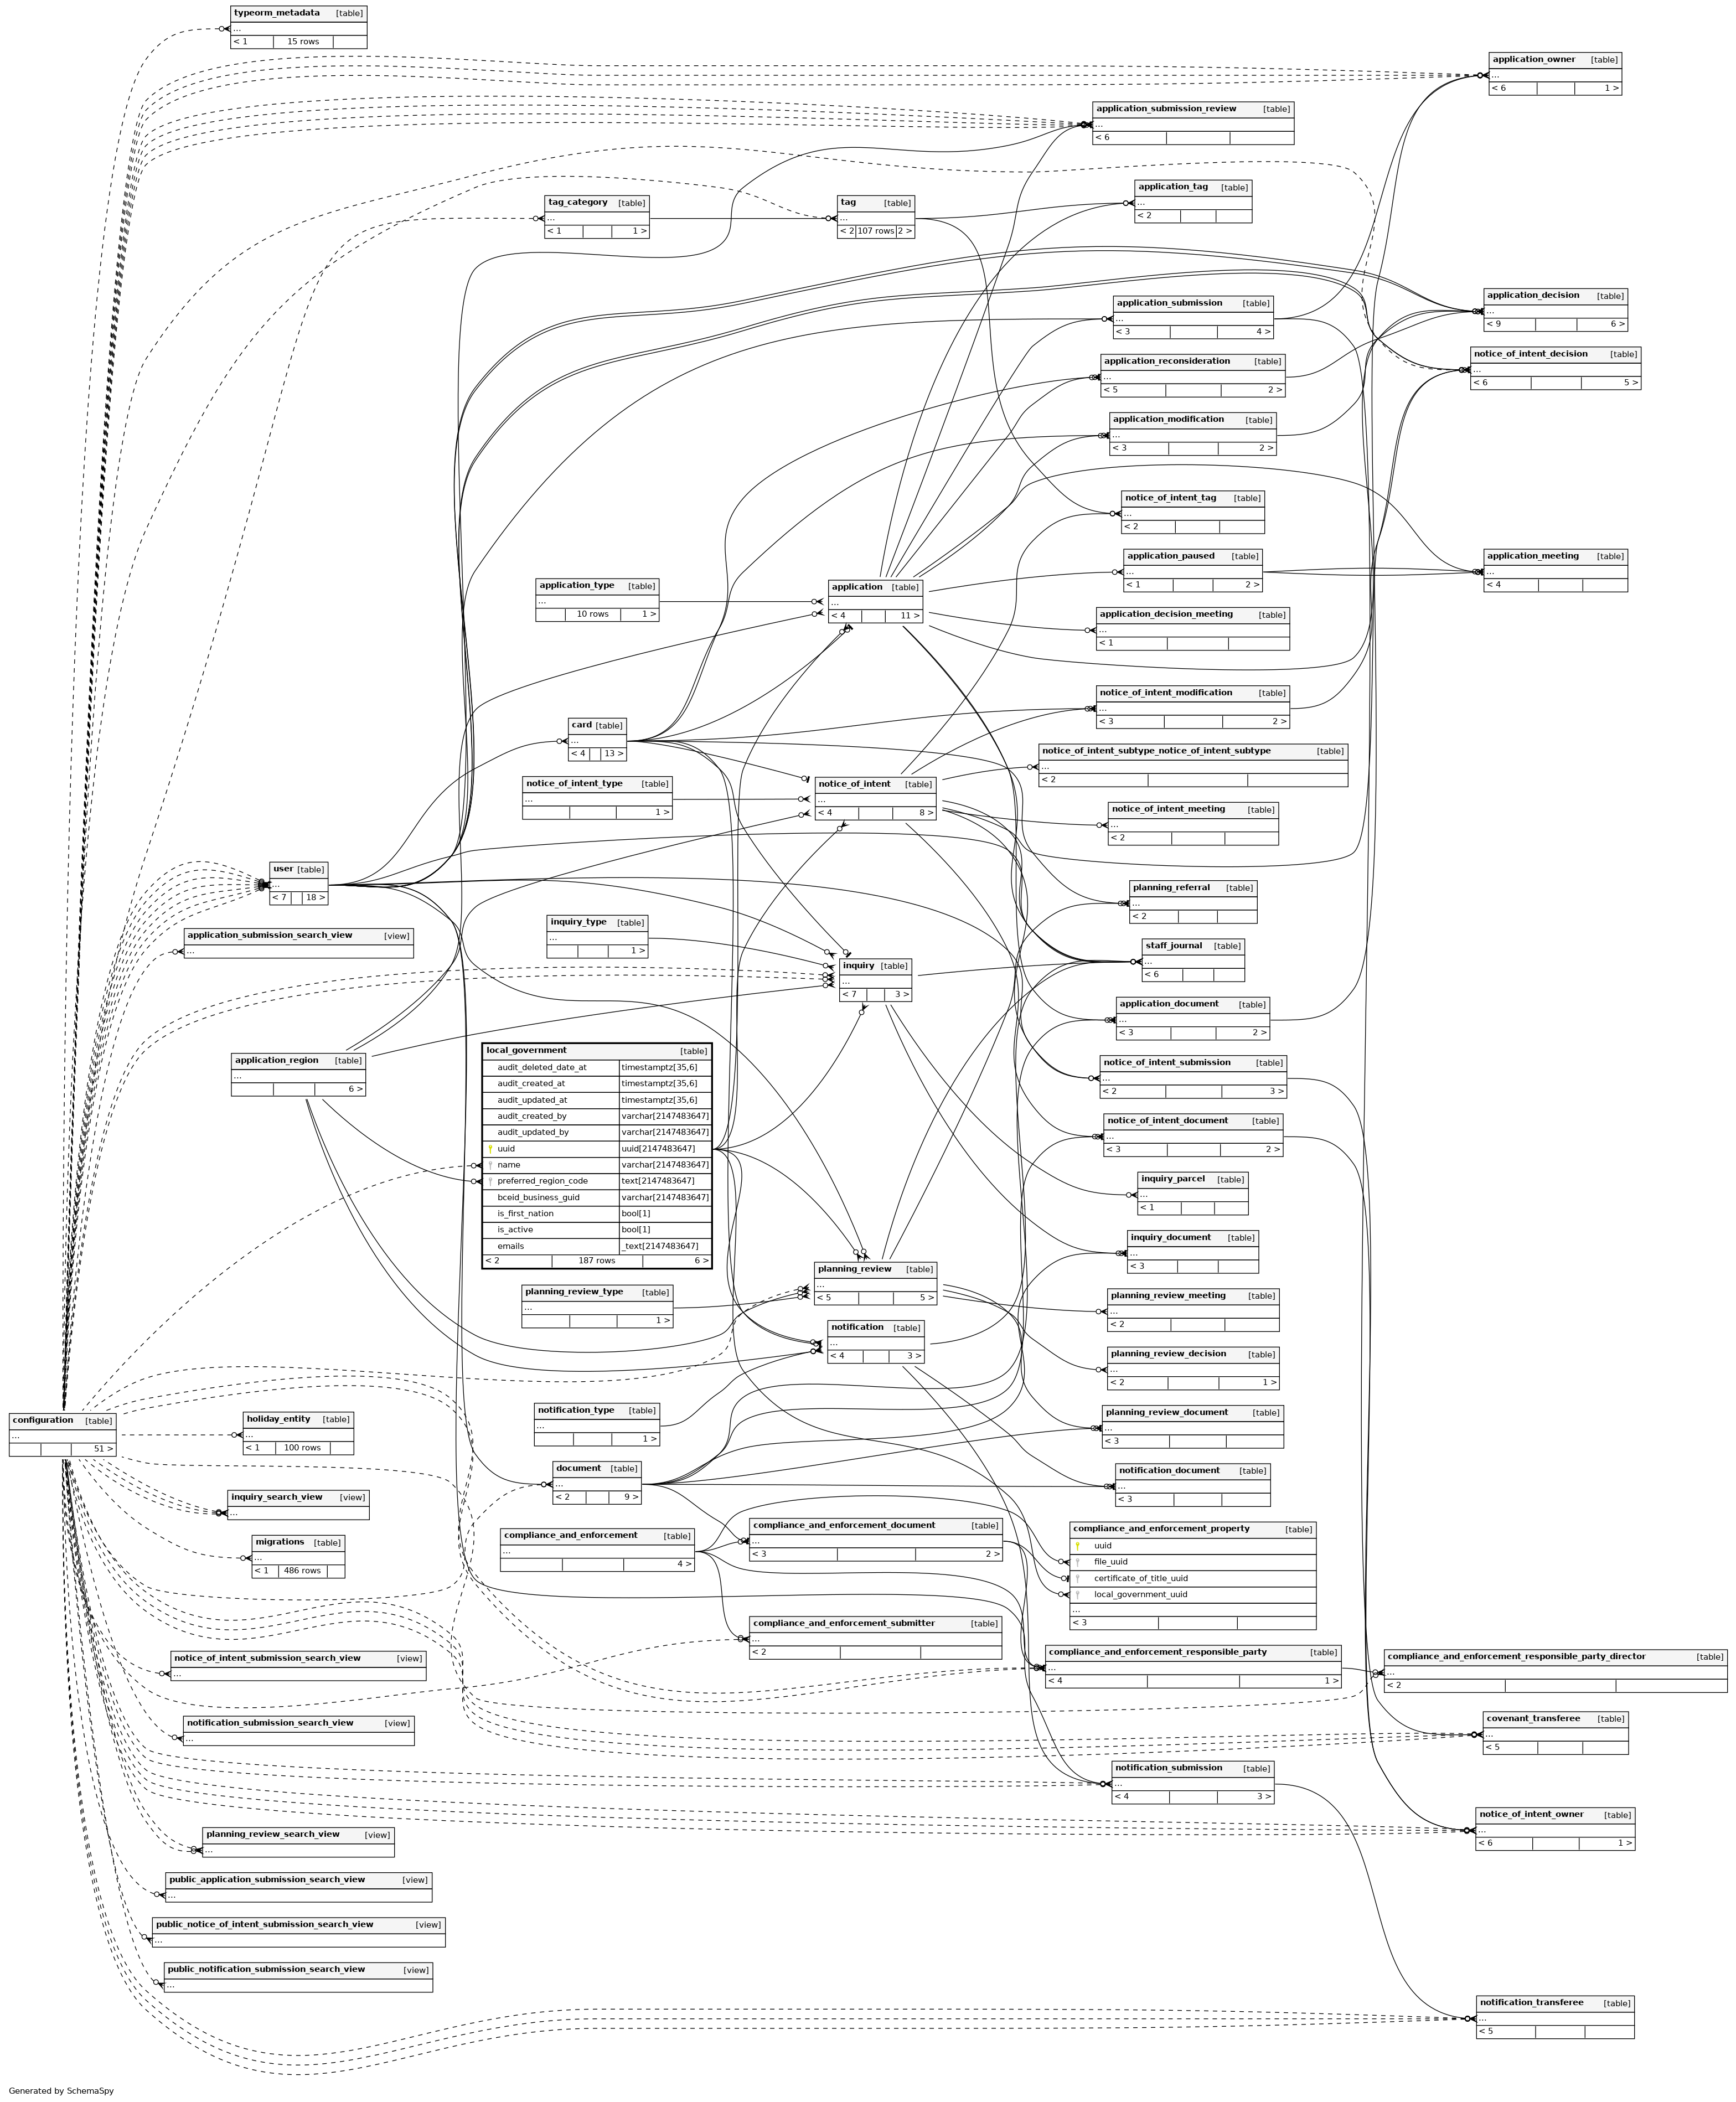 typeorm_metadata [table]
...
< 1 15 rows
application_owner [table]
...
< 6 1 >
application_submission_review [table]
...
< 6
application_tag [table]
...
< 2
tag_category [table]
...
< 1 1 >
tag [table]
...
< 2 107 rows 2 >
application_submission [table]
...
< 3 4 >
application_decision [table]
...
< 9 6 >
application_reconsideration [table]
...
< 5 2 >
notice_of_intent_decision [table]
...
< 6 5 >
application_modification [table]
...
< 3 2 >
notice_of_intent_tag [table]
...
< 2
application_paused [table]
...
< 1 2 >
application_meeting [table]
...
< 4
application_type [table]
...
10 rows 1 >
application [table]
...
< 4 11 >
application_decision_meeting [table]
...
< 1
notice_of_intent_modification [table]
...
< 3 2 >
card [table]
...
< 4 13 >
notice_of_intent_subtype_notice_of_intent_subtype [table]
...
< 2
notice_of_intent_type [table]
...
1 >
notice_of_intent [table]
...
< 4 8 >
notice_of_intent_meeting [table]
...
< 2
user [table]
...
< 7 18 >
planning_referral [table]
...
< 2
application_submission_search_view [view]
...
inquiry_type [table]
...
1 >
staff_journal [table]
...
< 6
inquiry [table]
...
< 7 3 >
application_document [table]
...
< 3 2 >
application_region [table]
...
6 >
local_government [table]
audit_deleted_date_at timestamptz[35,6]
audit_created_at timestamptz[35,6]
audit_updated_at timestamptz[35,6]
audit_created_by varchar[2147483647]
audit_updated_by varchar[2147483647]
uuid uuid[2147483647]
name varchar[2147483647]
preferred_region_code text[2147483647]
bceid_business_guid varchar[2147483647]
is_first_nation bool[1]
is_active bool[1]
emails _text[2147483647]
< 2 187 rows 6 >
notice_of_intent_submission [table]
...
< 2 3 >
notice_of_intent_document [table]
...
< 3 2 >
inquiry_parcel [table]
...
< 1
inquiry_document [table]
...
< 3
planning_review [table]
...
< 5 5 >
planning_review_type [table]
...
1 >
planning_review_meeting [table]
...
< 2
notification [table]
...
< 4 3 >
planning_review_decision [table]
...
< 2 1 >
notification_type [table]
...
1 >
planning_review_document [table]
...
< 3
configuration [table]
...
51 >
holiday_entity [table]
...
< 1 100 rows
document [table]
...
< 2 9 >
notification_document [table]
...
< 3
inquiry_search_view [view]
...
compliance_and_enforcement [table]
...
4 >
compliance_and_enforcement_document [table]
...
< 3 2 >
compliance_and_enforcement_property [table]
uuid
file_uuid
certificate_of_title_uuid
local_government_uuid
...
< 3
migrations [table]
...
< 1 486 rows
compliance_and_enforcement_submitter [table]
...
< 2
notice_of_intent_submission_search_view [view]
...
compliance_and_enforcement_responsible_party [table]
...
< 4 1 >
compliance_and_enforcement_responsible_party_director [table]
...
< 2
notification_submission_search_view [view]
...
covenant_transferee [table]
...
< 5
notification_submission [table]
...
< 4 3 >
notice_of_intent_owner [table]
...
< 6 1 >
planning_review_search_view [view]
...
public_application_submission_search_view [view]
...
public_notice_of_intent_submission_search_view [view]
...
public_notification_submission_search_view [view]
...
notification_transferee [table]
...
< 5
Generated by SchemaSpy